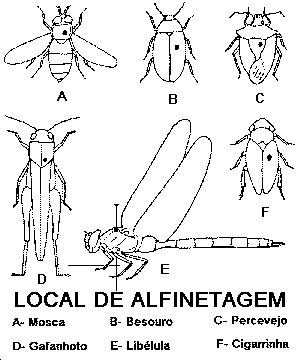 A
B
C
D
E
F
LOCAL DE ALFINETAGEM
A- Mosca B- Besouro C- Percevejo
D- Gafanhoto E- Libélula F- Cigarrinha